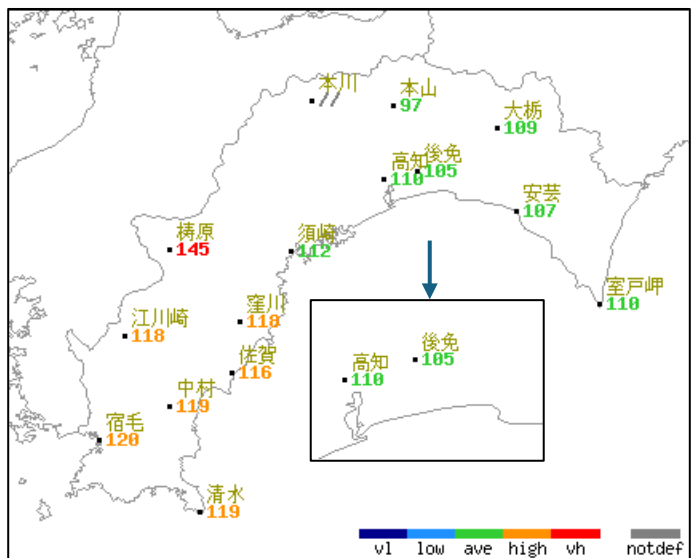 本川
//
本山
97
大栃
109
高知
110
後免
105
安芸
107
梼原
145
須崎
112
室戸岬
110
江川崎
118
窪川
118
佐賀
116
中村
119
宿毛
120
清水
119
高知
110
後免
105
vl low ave high vh notdef